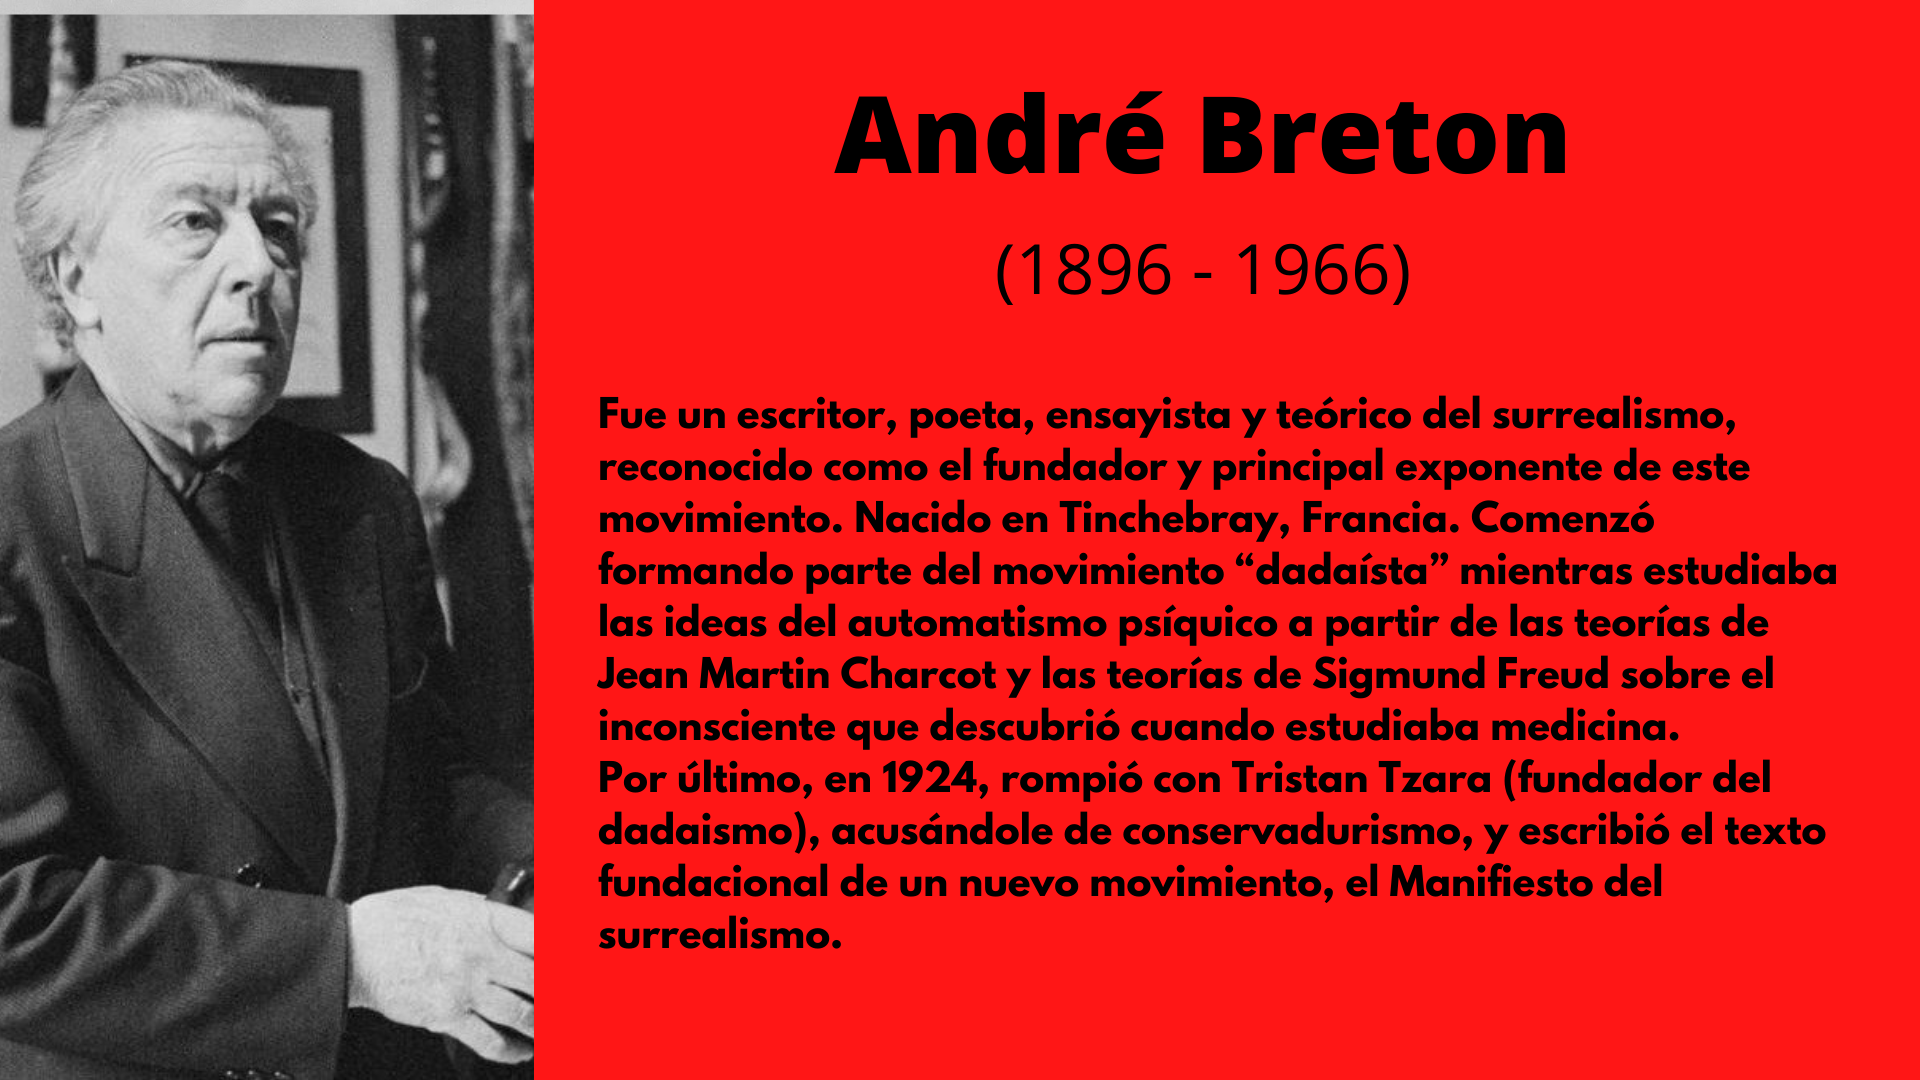 André Breton
(1896 - 1966)
Fue un escritor, poeta, ensayista y teórico del surrealismo,
reconocido como el fundador y principal exponente de este
movimiento. Nacido en Tinchebray, Francia. Comenzó
formando parte del movimiento “dadaísta” mientras estudiaba
las ideas del automatismo psíquico a partir de las teorías de
Jean Martin Charcot y las teorías de Sigmund Freud sobre el
inconsciente que descubrió cuando estudiaba medicina.
Por último, en 1924, rompió con Tristan Tzara (fundador del
dadaismo), acusándole de conservadurismo, y escribió el texto
fundacional de un nuevo movimiento, el Manifiesto del
surrealismo.